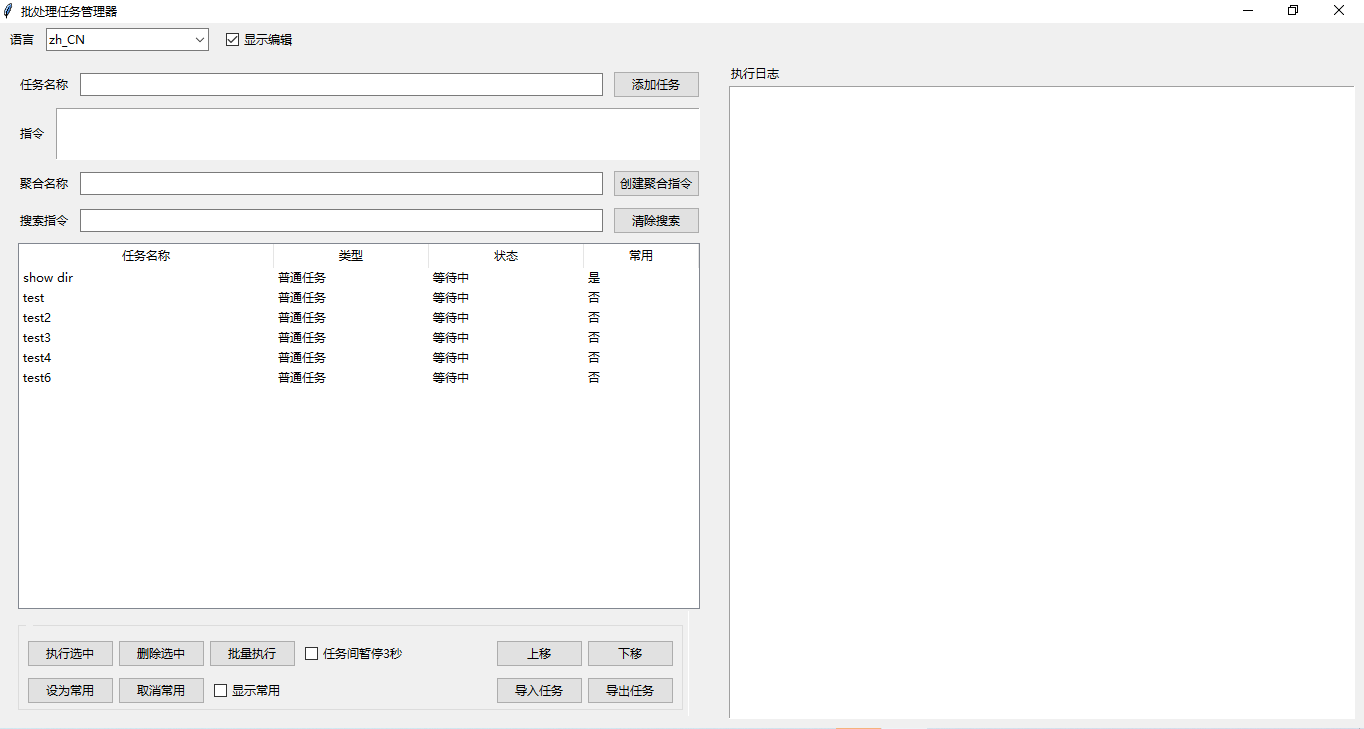 批处理任务管理器
语言 zh_CN 显示编辑
任务名称 添加任务
指令
聚合名称 创建聚合指令
搜索指令 清除搜索
任务名称 类型 状态 常用
show dir 普通任务 等待中 是
test 普通任务 等待中 否
test2 普通任务 等待中 否
test3 普通任务 等待中 否
test4 普通任务 等待中 否
test6 普通任务 等待中 否
执行选中 删除选中 批量执行 任务间暂停3秒 上移 下移
设为常用 取消常用 显示常用 导入任务 导出任务
执行日志